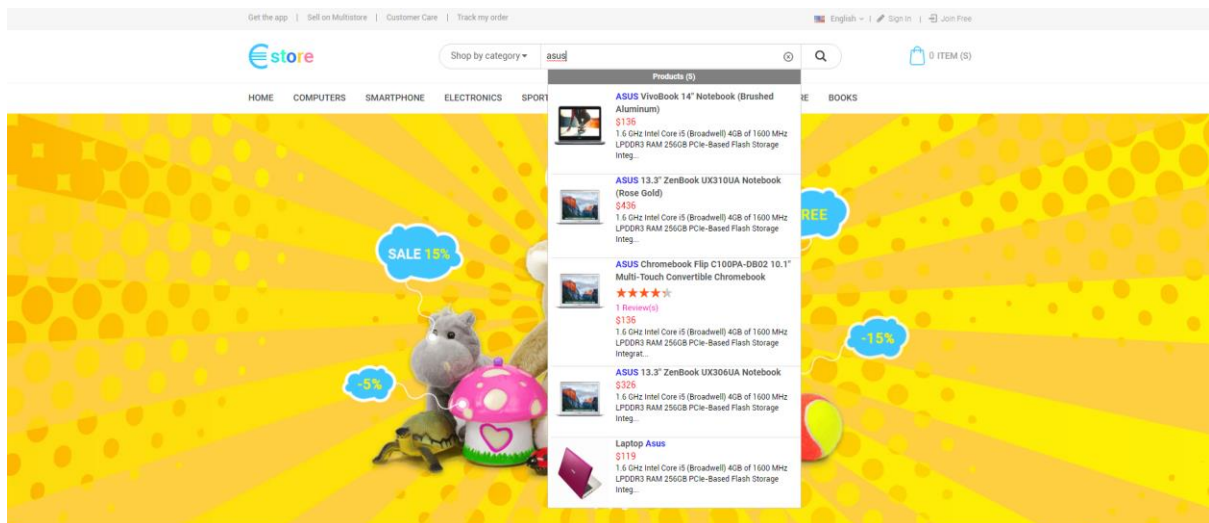 Get the app | Sell on Multistore | Customer Care | Track my order
English | Sign In | Join Free
store
Shop by category
asus
0 ITEM (S)
Products (5)
HOME COMPUTERS SMARTPHONE ELECTRONICS SPORT
RE BOOKS
ASUS VivoBook 14" Notebook (Brushed
Aluminum)
$136
1.6 GHz Intel Core i5 (Broadwell) 4GB of 1600 MHz
LPDDR3 RAM 256GB PCIe-Based Flash Storage
Integ...
ASUS 13.3" ZenBook UX310UA Notebook
(Rose Gold)
$436
1.6 GHz Intel Core i5 (Broadwell) 4GB of 1600 MHz
LPDDR3 RAM 256GB PCIe-Based Flash Storage
Integ...
ASUS Chromebook Flip C100PA-DB02 10.1"
Multi-Touch Convertible Chromebook
1 Review(s)
$136
1.6 GHz Intel Core i5 (Broadwell) 4GB of 1600 MHz
LPDDR3 RAM 256GB PCIe-Based Flash Storage
Integrat...
ASUS 13.3" ZenBook UX306UA Notebook
$326
1.6 GHz Intel Core i5 (Broadwell) 4GB of 1600 MHz
LPDDR3 RAM 256GB PCIe-Based Flash Storage
Integ...
Laptop Asus
$119
1.6 GHz Intel Core i5 (Broadwell) 4GB of 1600 MHz
LPDDR3 RAM 256GB PCIe-Based Flash Storage
Integ...
SALE 15%
REE
-15%
-5%